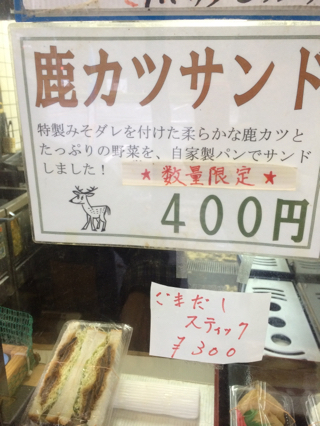 鹿カツサンド
特製みそダレを付けた柔らかな鹿カツと
たっぷりの野菜を、自家製パンでサンド
しました！
★数量限定★
400円
ごまだし
スティック
¥300